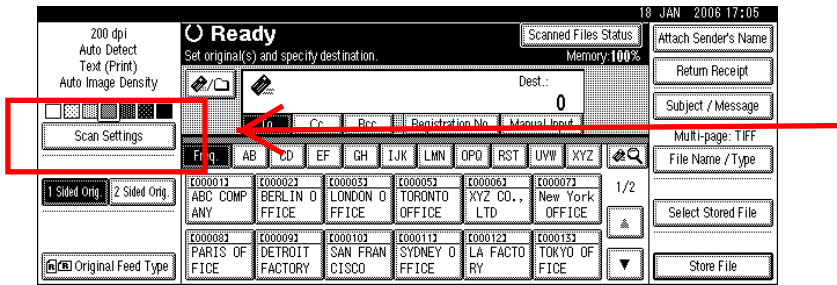 18 JAN 2006 17:05
200 dpi
Auto Detect
Text (Print)
Auto Image Density
Scan Settings
1 Sided Orig.
2 Sided Orig.
Original Feed Type
Ready
Scanned Files Status
Set original(s) and specify destination.
Memory:100%
Dest.:
0
To
Cc
Bcc
Registration No.
Manual Input
Freq.
AB
CD
EF
GH
IJK
LMN
OPQ
RST
UVW
XYZ
[00001]
ABC COMP
ANY
[00002]
BERLIN O
FFICE
[00003]
LONDON O
FFICE
[00005]
TORONTO
OFFICE
[00006]
XYZ CO.,
LTD
[00007]
New York
OFFICE
1/2
[00008]
PARIS OF
FICE
[00009]
DETROIT
FACTORY
[00010]
SAN FRAN
CISCO
[00011]
SYDNEY O
FFICE
[00012]
LA FACTO
RY
[00013]
TOKYO OF
FICE
Attach Sender's Name
Return Receipt
Subject / Message
Multi-page: TIFF
File Name / Type
Select Stored File
Store File